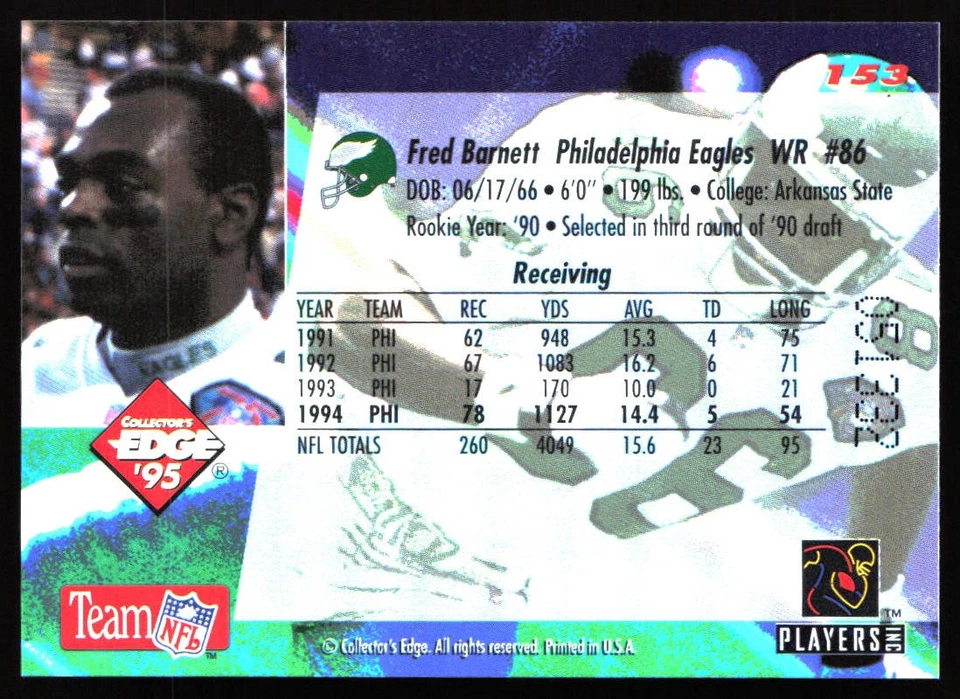 153
Fred Barnett Philadelphia Eagles WR #86
DOB: 06/17/66 • 6'0" • 199 lbs. • College: Arkansas State
Rookie Year: '90 • Selected in third round of '90 draft
Receiving
YEAR TEAM REC YDS AVG TD LONG
1991 PHI 62 948 15.3 4 75
1992 PHI 67 1083 16.2 6 71
1993 PHI 17 170 10.0 0 21
1994 PHI 78 1127 14.4 5 54
NFL TOTALS 260 4049 15.6 23 95
EAGLES
COLLECTOR'S
EDGE
'95 ®
Team NFL ™
© Collector's Edge. All rights reserved. Printed in U.S.A.
™
PLAYERS INC